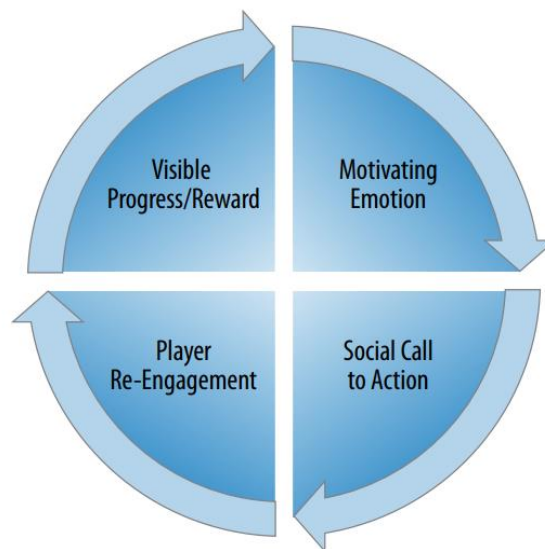 Visible
Progress/Reward
Motivating
Emotion
Player
Re-Engagement
Social Call
to Action